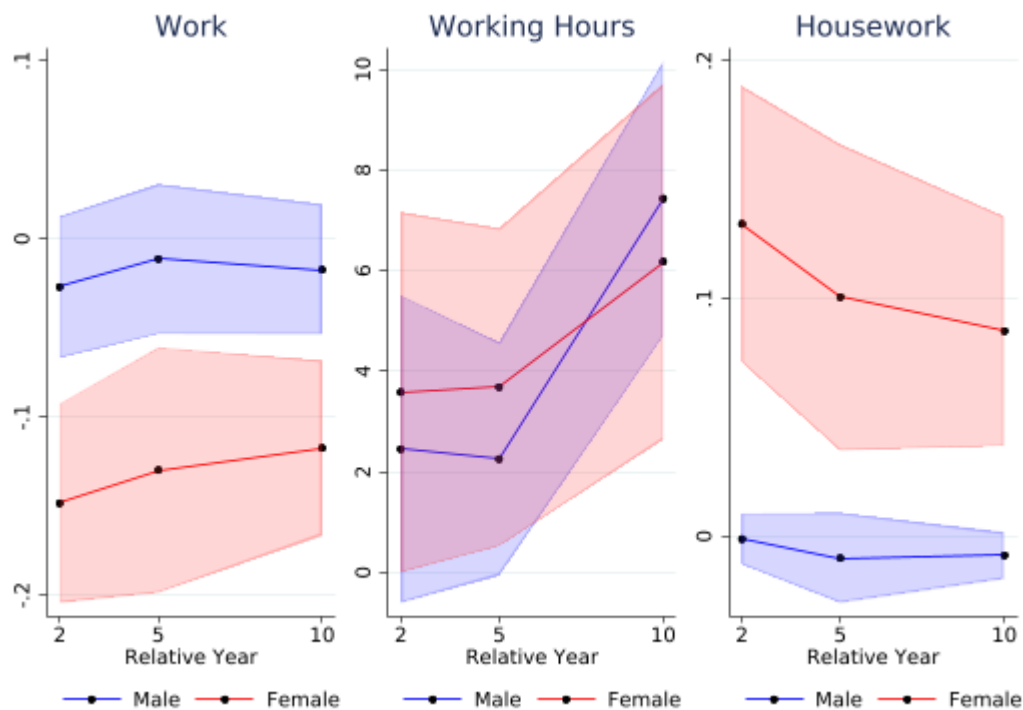 Work
.1
0
-.1
-.2
2 5 10
Relative Year
Male Female
Working Hours
10
8
6
4
2
0
2 5 10
Relative Year
Male Female
Housework
.2
.1
0
2 5 10
Relative Year
Male Female